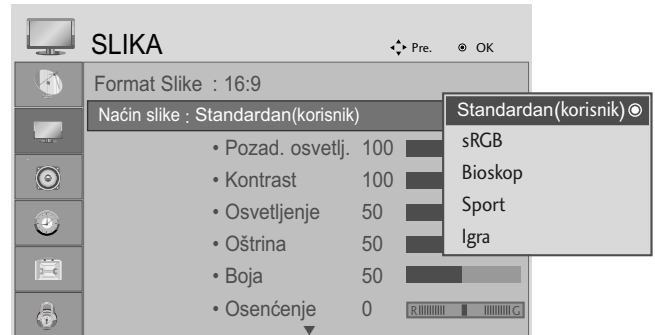 SLIKA Pre. OK
Format Slike : 16:9
Naćin slike : Standardan(korisnik)
• Pozad. osvetlj. 100
• Kontrast 100
• Osvetljenje 50
• Oštrina 50
• Boja 50
• Osenćenje 0 R G
Standardan(korisnik)
sRGB
Bioskop
Sport
Igra